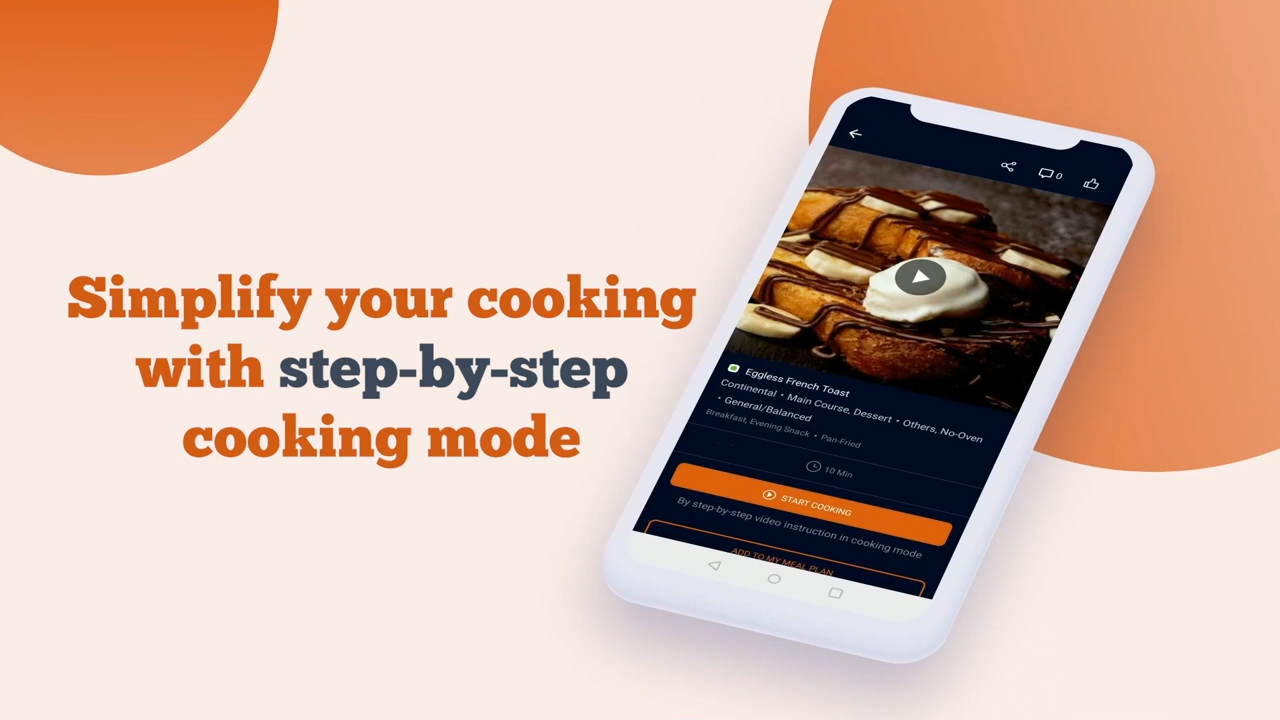 Simplify your cooking
with step-by-step
cooking mode
0
Eggless French Toast
Continental • Main Course, Dessert • Others, No-Oven
• General/Balanced
Breakfast, Evening Snack • Pan-Fried
10 Min
START COOKING
By step-by-step video instruction in cooking mode
ADD TO MY MEAL PLAN